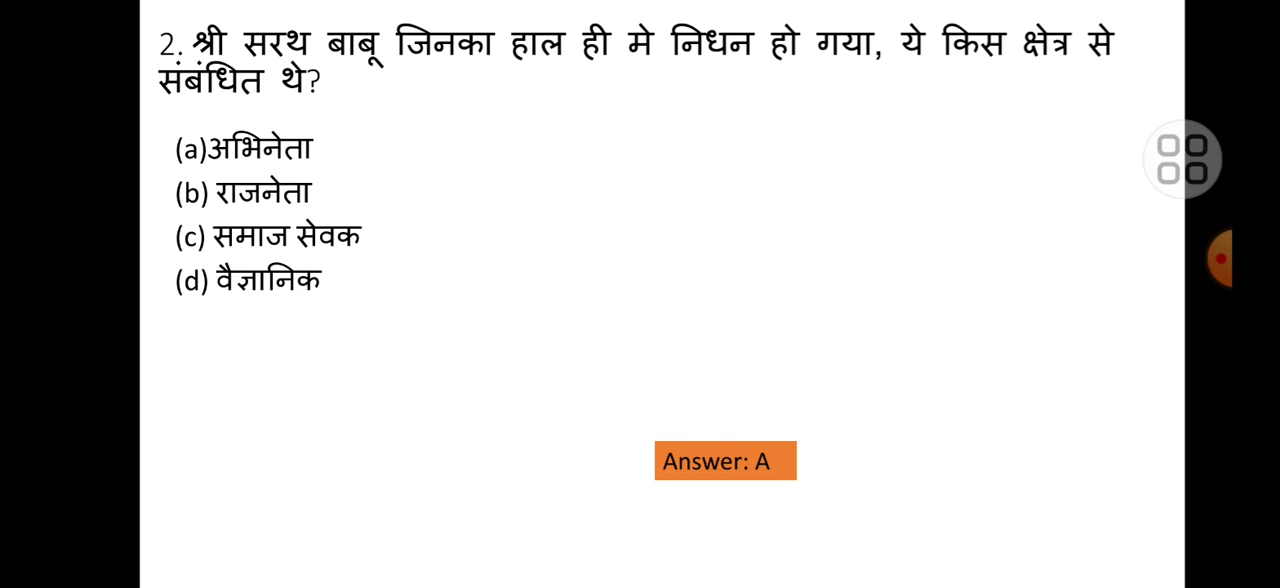 2. श्री सरथ बाबू जिनका हाल ही मे निधन हो गया, ये किस क्षेत्र से
संबंधित थे?
(a)अभिनेता
(b) राजनेता
(c) समाज सेवक
(d) वैज्ञानिक
Answer: A